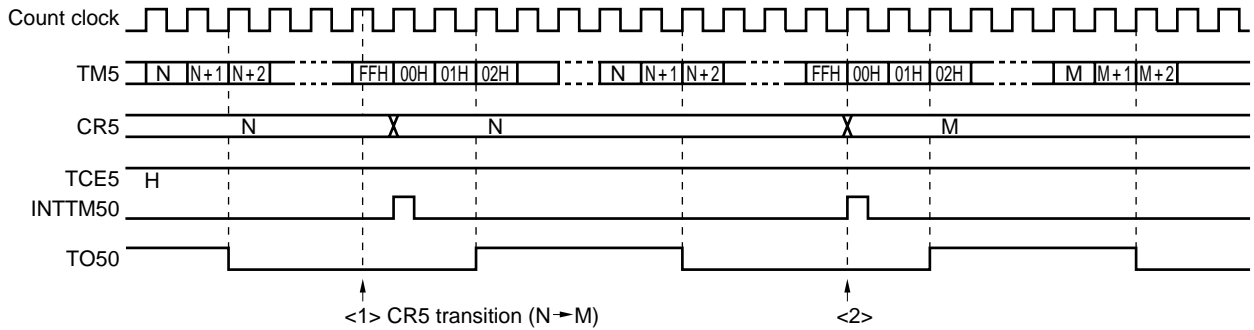 Count clock
TM5 N N+1 N+2 FFH 00H 01H 02H N N+1 N+2 FFH 00H 01H 02H M M+1 M+2
CR5 N N M
TCE5 H
INTTM50
TO50
<1> CR5 transition (N→M) <2>